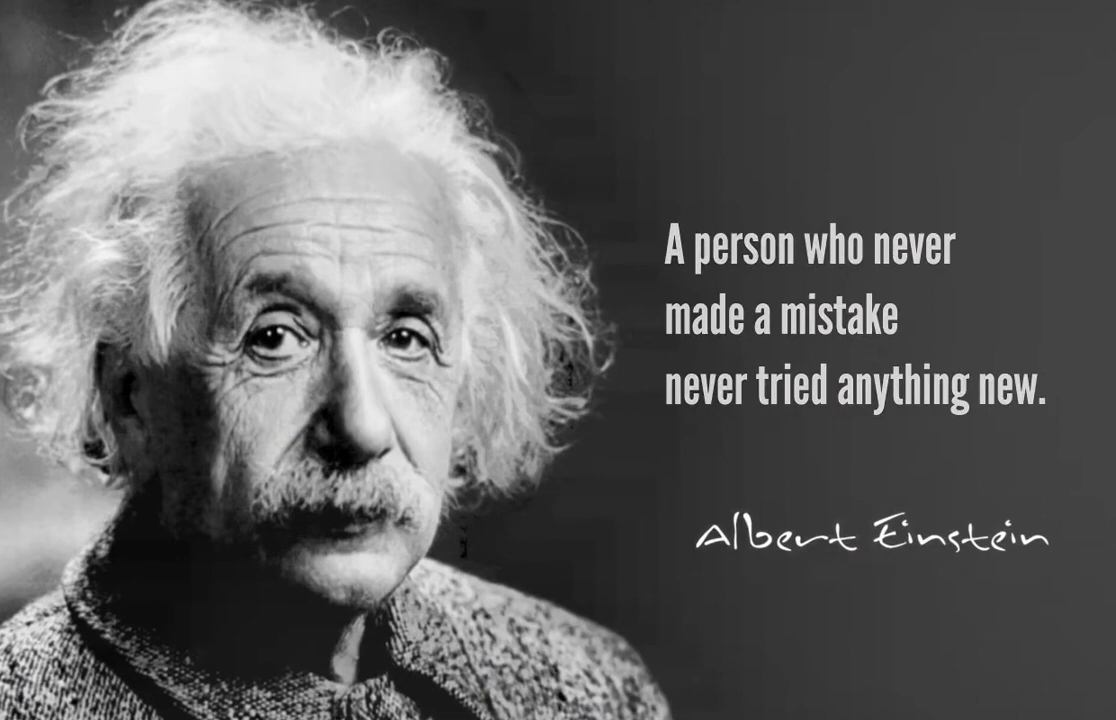 A person who never
made a mistake
never tried anything new.
Albert Einstein